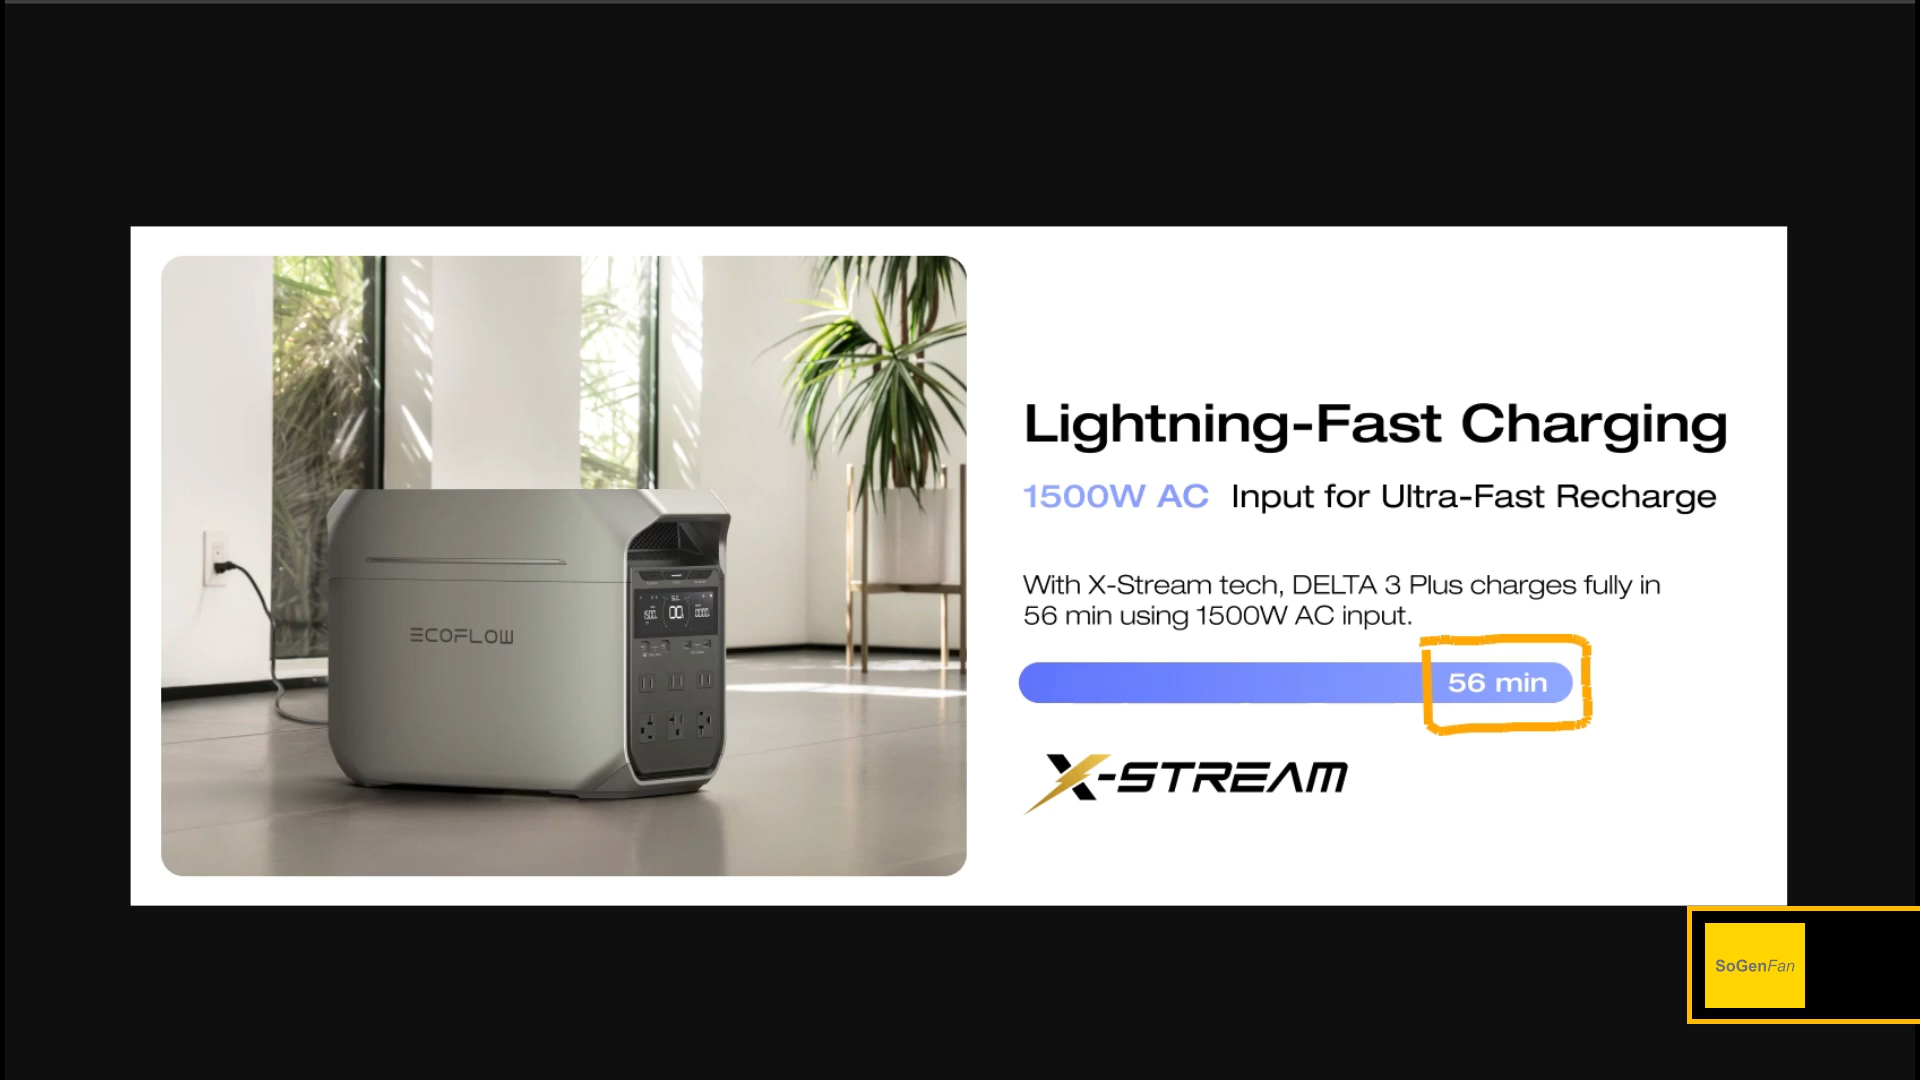 Lightning-Fast Charging
1500W AC Input for Ultra-Fast Recharge
With X-Stream tech, DELTA 3 Plus charges fully in
56 min using 1500W AC input.
56 min
X-STREAM
ECOFLOW
SoGenFan